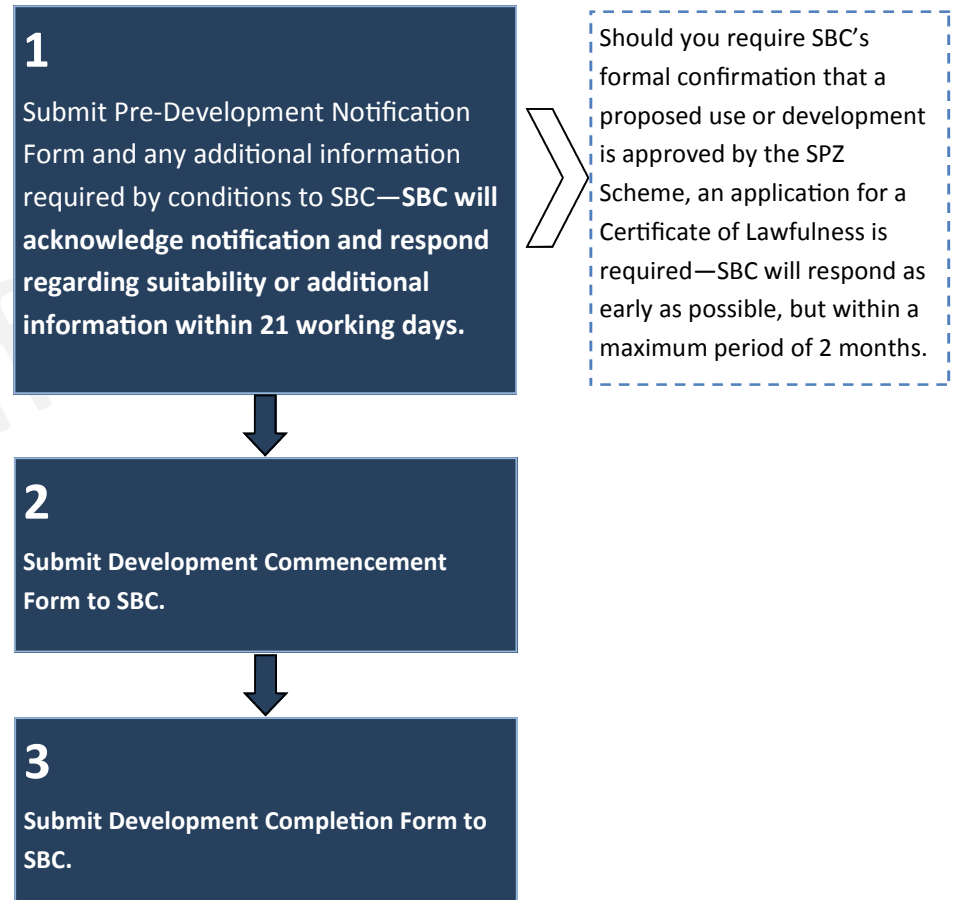 1
Submit Pre-Development Notification
Form and any additional information
required by conditions to SBC—SBC will
acknowledge notification and respond
regarding suitability or additional
information within 21 working days.
Should you require SBC’s
formal confirmation that a
proposed use or development
is approved by the SPZ
Scheme, an application for a
Certificate of Lawfulness is
required—SBC will respond as
early as possible, but within a
maximum period of 2 months.
2
Submit Development Commencement
Form to SBC.
3
Submit Development Completion Form to
SBC.